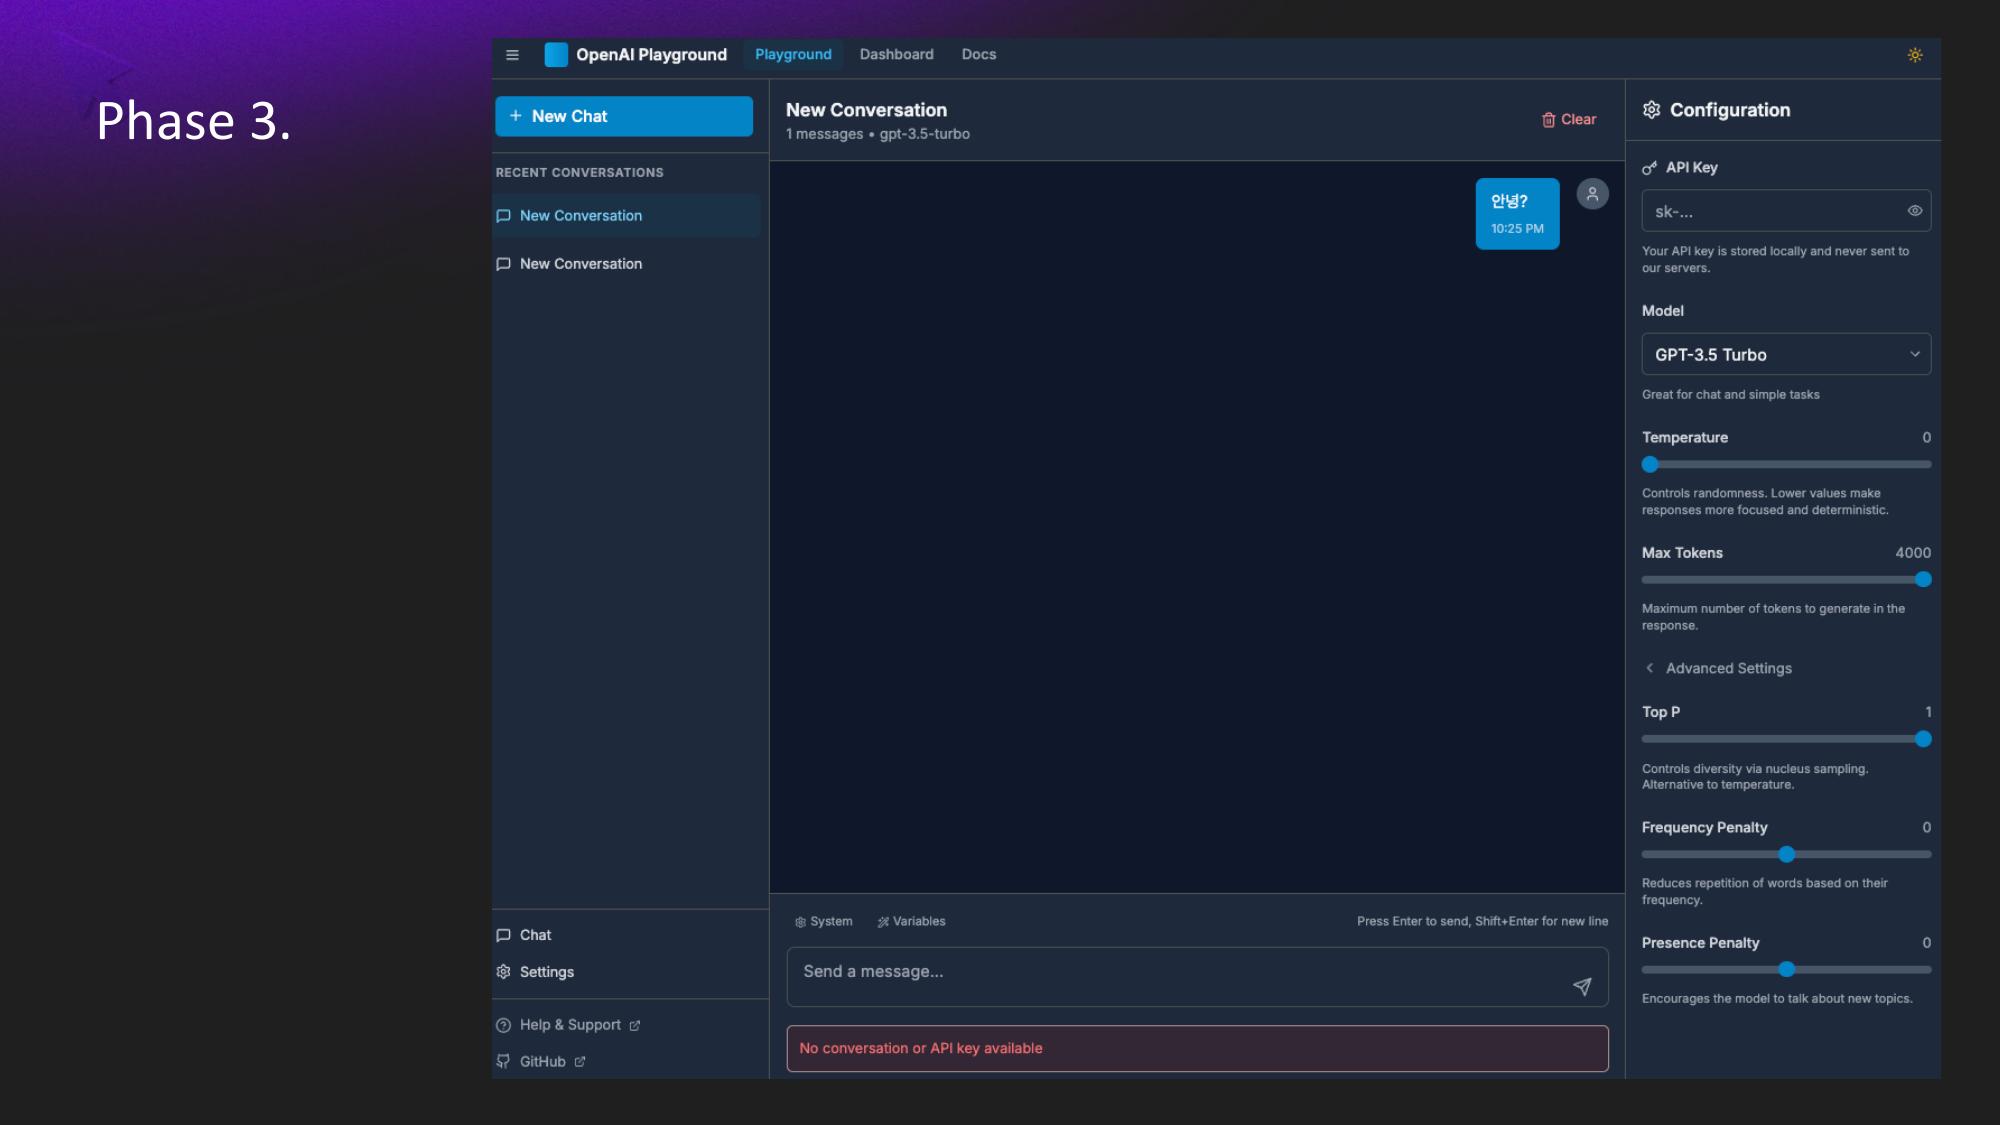 Phase 3.
OpenAI Playground
Playground
Dashboard
Docs
New Chat
RECENT CONVERSATIONS
New Conversation
New Conversation
Chat
Settings
Help & Support
GitHub
New Conversation
1 messages • gpt-3.5-turbo
Clear
안녕?
10:25 PM
System
Variables
Press Enter to send, Shift+Enter for new line
Send a message...
No conversation or API key available
Configuration
API Key
sk-...
Your API key is stored locally and never sent to
our servers.
Model
GPT-3.5 Turbo
Great for chat and simple tasks
Temperature 0
Controls randomness. Lower values make
responses more focused and deterministic.
Max Tokens 4000
Maximum number of tokens to generate in the
response.
Advanced Settings
Top P 1
Controls diversity via nucleus sampling.
Alternative to temperature.
Frequency Penalty 0
Reduces repetition of words based on their
frequency.
Presence Penalty 0
Encourages the model to talk about new topics.